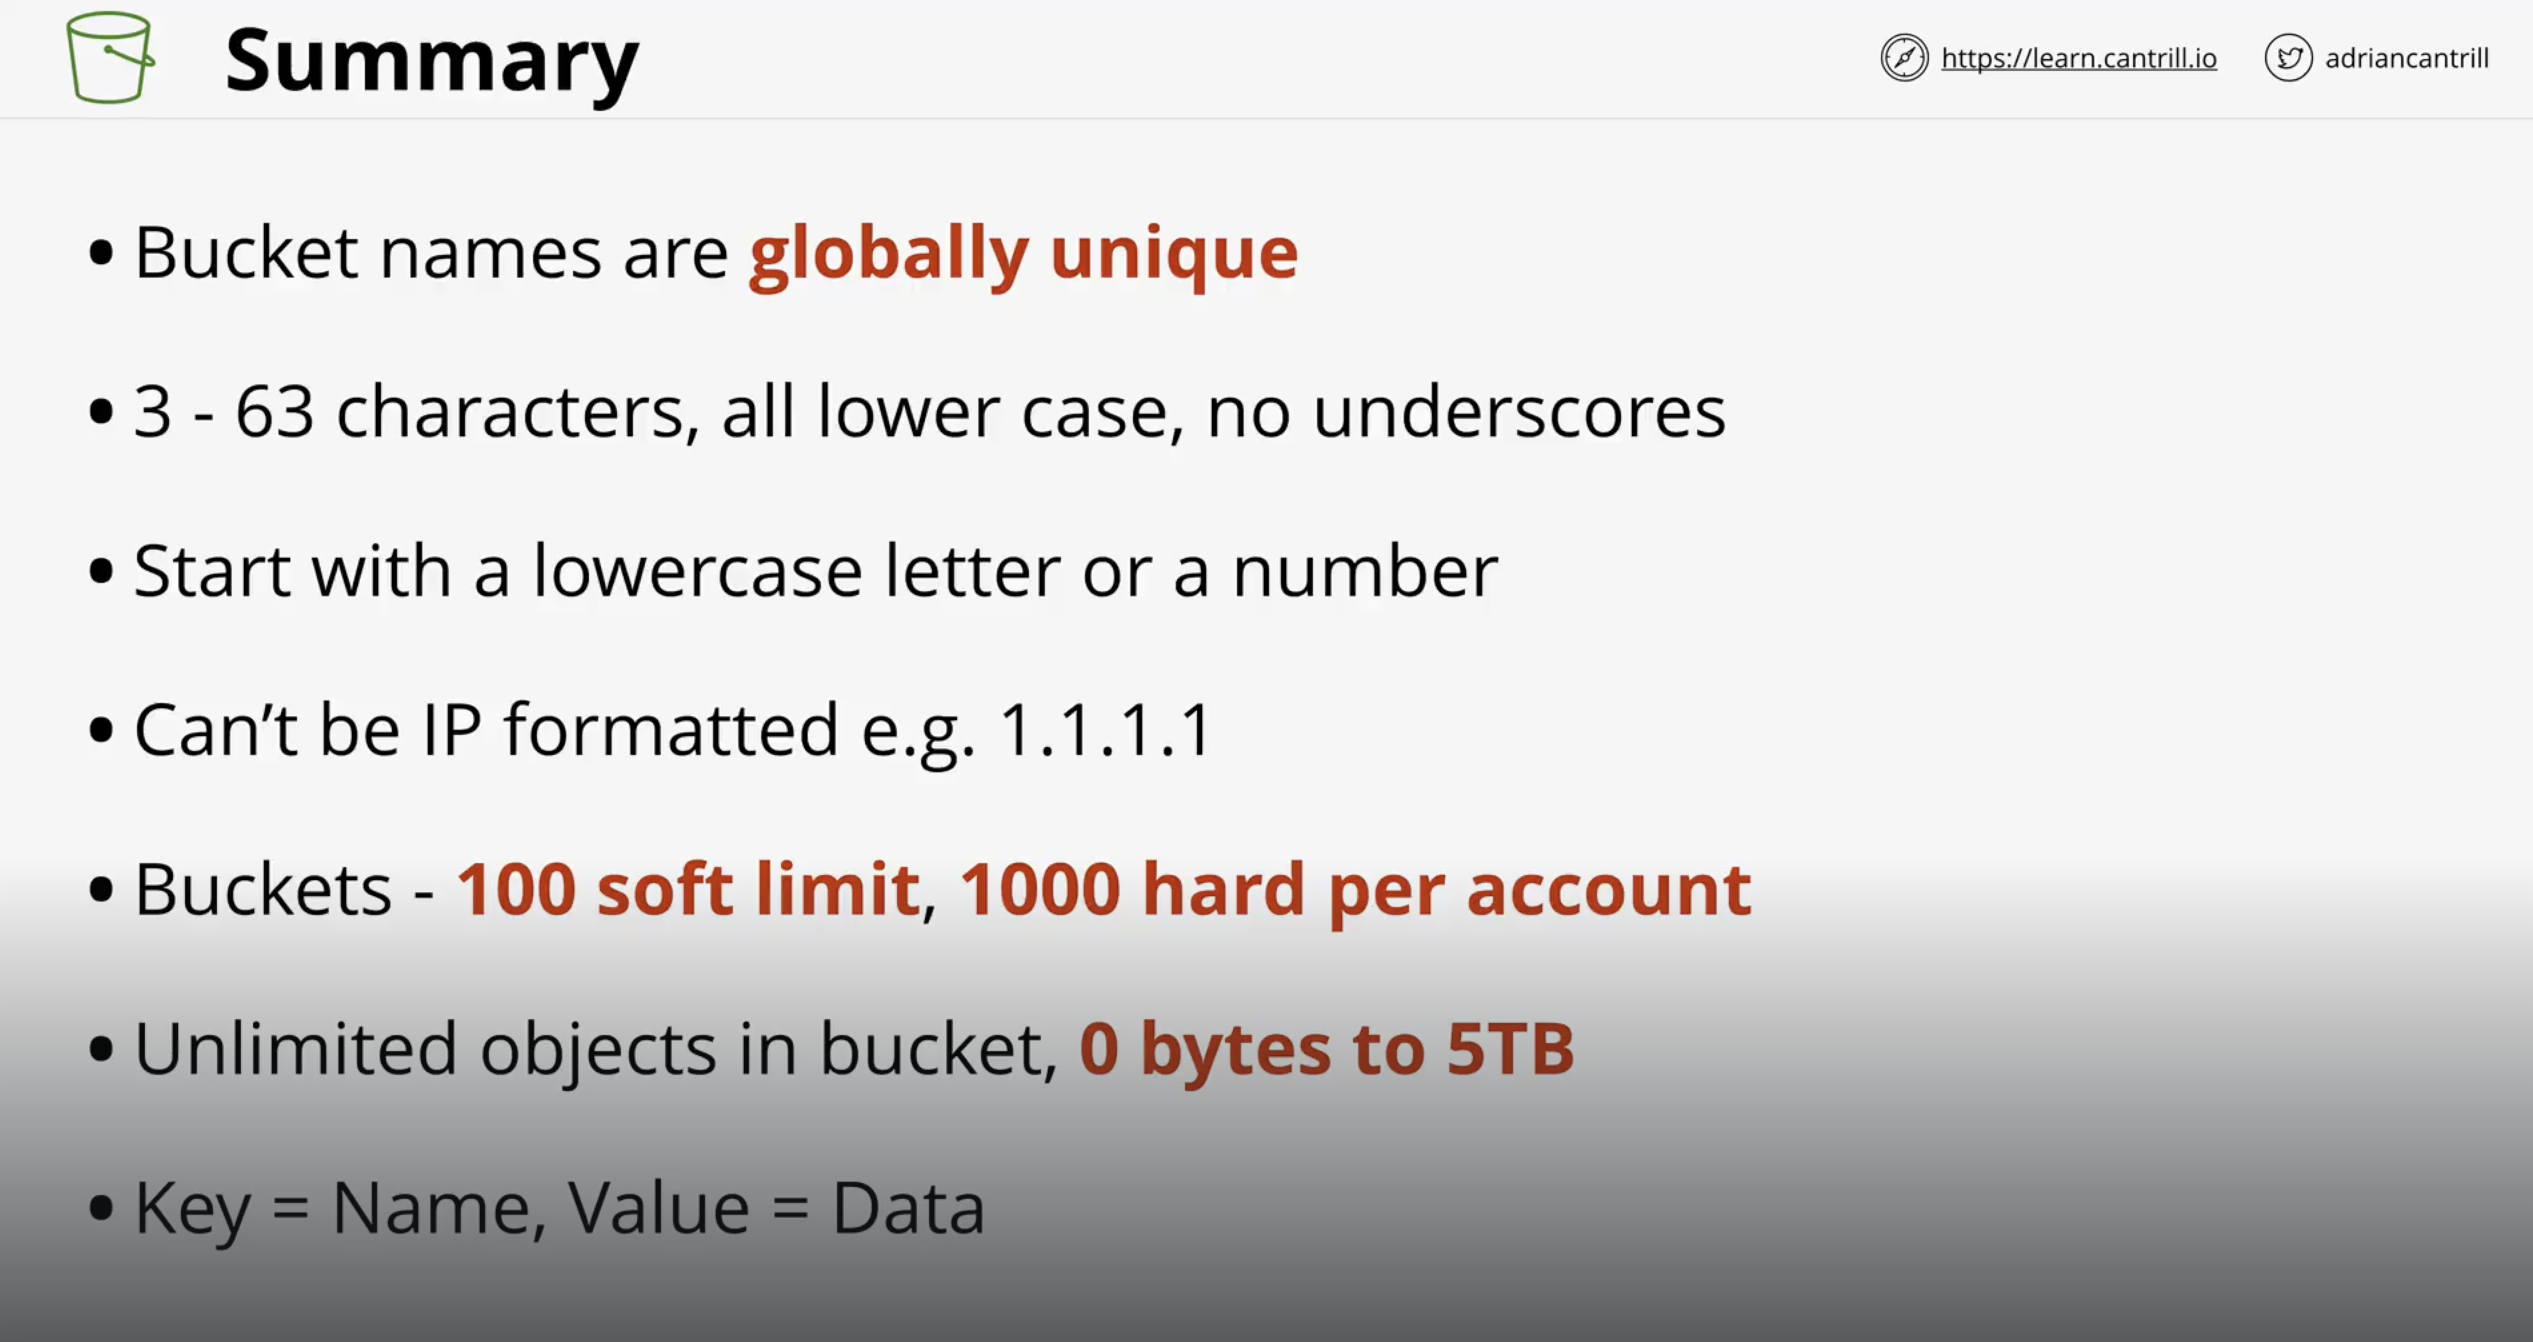 Summary
https://learn.cantrill.io
adriancantrill
• Bucket names are globally unique
• 3 - 63 characters, all lower case, no underscores
• Start with a lowercase letter or a number
• Can’t be IP formatted e.g. 1.1.1.1
• Buckets - 100 soft limit, 1000 hard per account
• Unlimited objects in bucket, 0 bytes to 5TB
• Key = Name, Value = Data